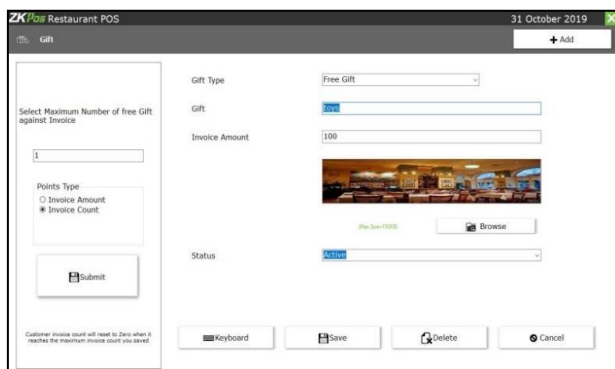 ZKPos Restaurant POS
31 October 2019
Gift
+ Add
Select Maximum Number of free Gift
against Invoice
1
Points Type
Invoice Amount
Invoice Count
Submit
Customer invoice count will reset to Zero when it
reaches the maximum invoice count you saved
Gift Type
Free Gift
Gift
toys
Invoice Amount
100
Browse
Status
Active
Keyboard
Save
Delete
Cancel